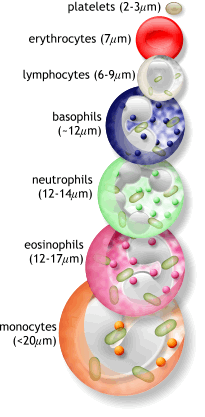 platelets (2-3µm)
erythrocytes (7µm)
lymphocytes (6-9µm)
basophils
(~12µm)
neutrophils
(12-14µm)
eosinophils
(12-17µm)
monocytes
(<20µm)